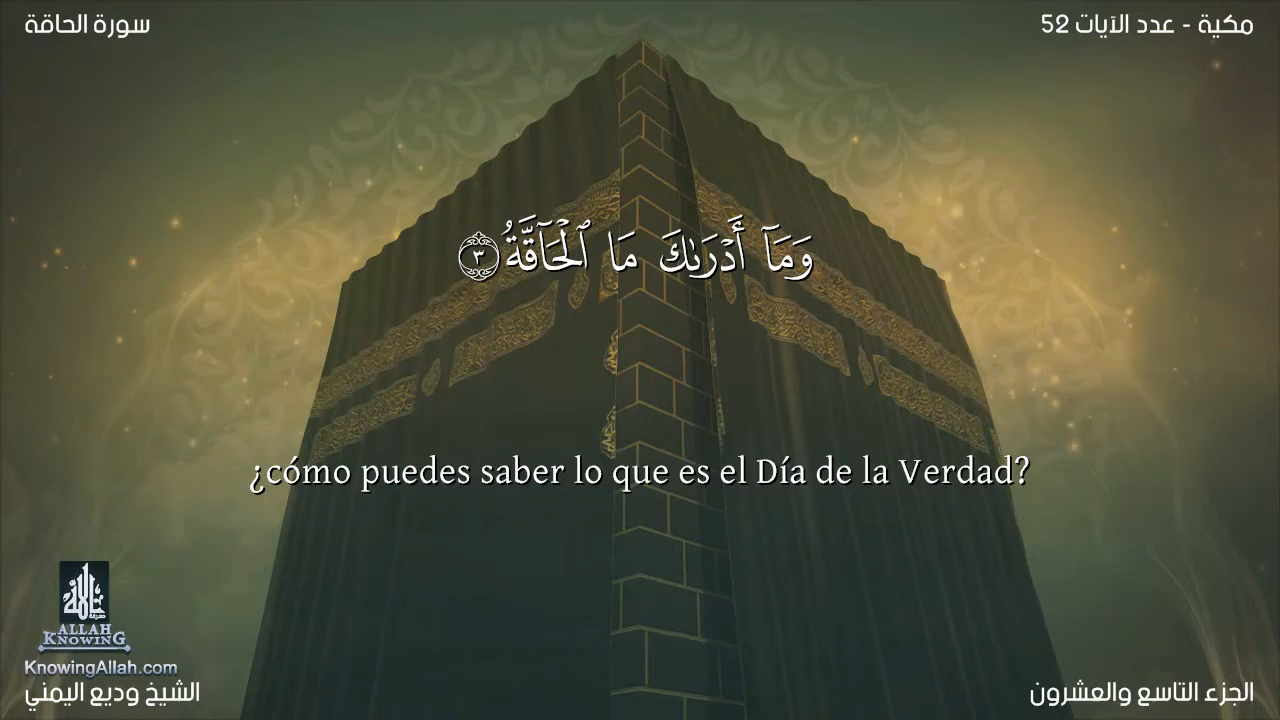 سورة الحاقة
مكية - عدد الآيات 52
وَمَآ أَدْرَىٰكَ مَا ٱلْحَآقَّةُ ٣
¿cómo puedes saber lo que es el Día de la Verdad?
ALLAH
KNOWING
KnowingAllah.com
الشيخ وديع اليمني
الجزء التاسع والعشرون